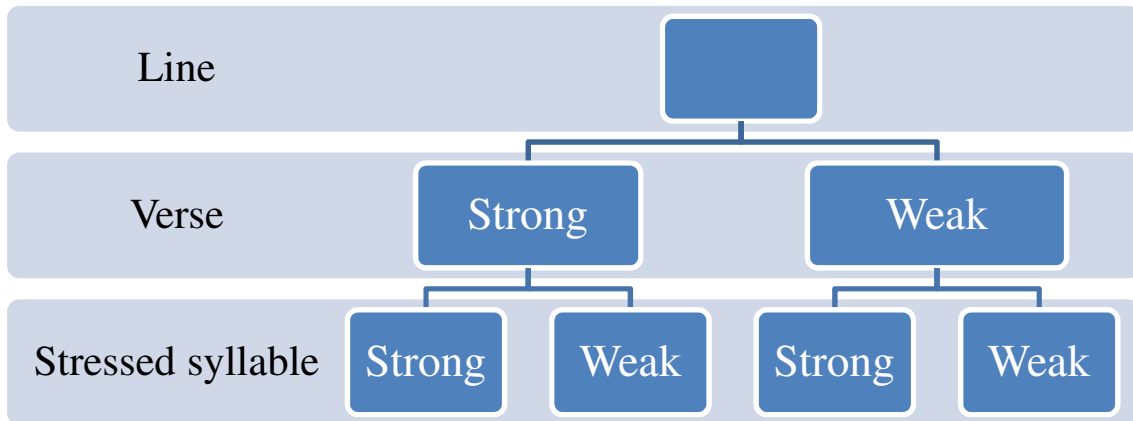 Line
Verse
Strong
Weak
Stressed syllable
Strong
Weak
Strong
Weak